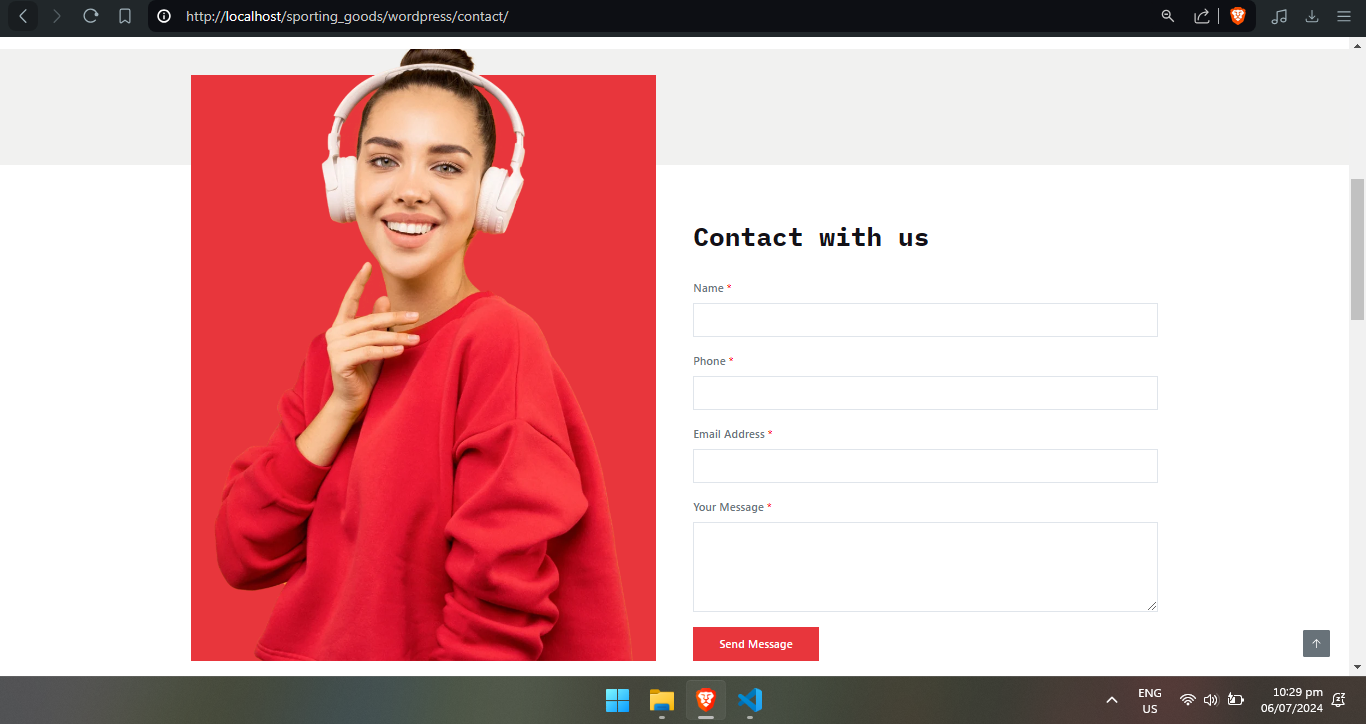 http://localhost/sporting_goods/wordpress/contact/
Contact with us
Name *
Phone *
Email Address *
Your Message *
Send Message
ENG
US
10:29 pm
06/07/2024